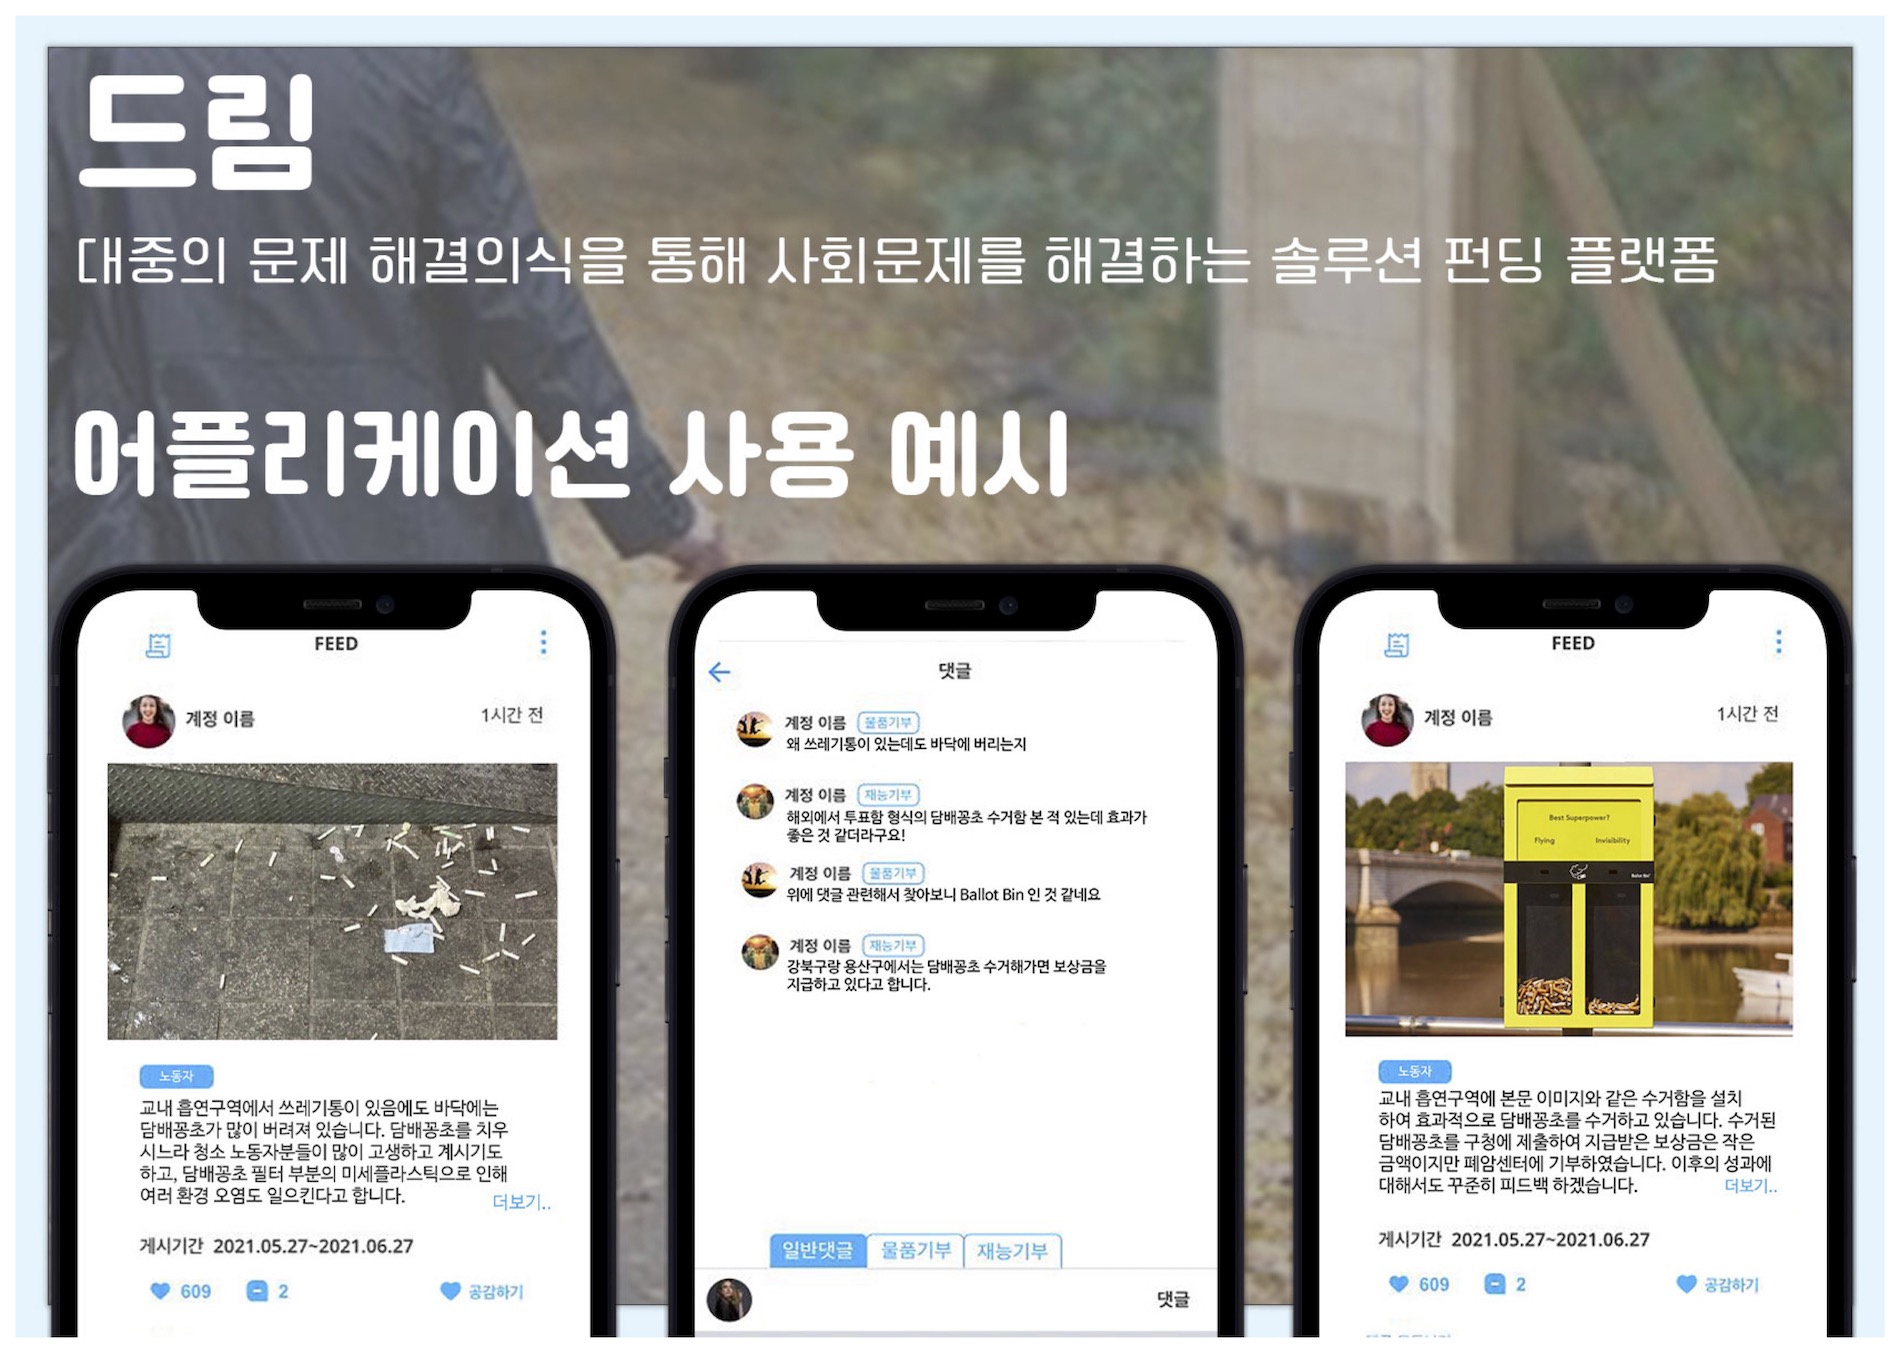 드림
대중의 문제 해결의식을 통해 사회문제를 해결하는 솔루션 펀딩 플랫폼
어플리케이션 사용 예시
FEED
계정 이름
1시간 전
노동자
교내 흡연구역에서 쓰레기통이 있음에도 바닥에는
담배꽁초가 많이 버려져 있습니다. 담배꽁초를 치우
시느라 청소 노동자분들이 많이 고생하고 계시기도
하고, 담배꽁초 필터 부분의 미세플라스틱으로 인해
여러 환경 오염도 일으킨다고 합니다.
더보기..
게시기간 2021.05.27~2021.06.27
609
2
공감하기
댓글
계정 이름 물품기부
왜 쓰레기통이 있는데도 바닥에 버리는지
계정 이름 재능기부
해외에서 투표함 형식의 담배꽁초 수거함 본 적 있는데 효과가
좋은 것 같더라구요!
계정 이름 물품기부
위에 댓글 관련해서 찾아보니 Ballot Bin 인 것 같네요
계정 이름 재능기부
강북구랑 용산구에서는 담배꽁초 수거해가면 보상금을
지급하고 있다고 합니다.
일반댓글 물품기부 재능기부
댓글
FEED
계정 이름
1시간 전
Best Superpower?
Flying Invisibility
Ballot Bin
노동자
교내 흡연구역에 본문 이미지와 같은 수거함을 설치
하여 효과적으로 담배꽁초를 수거하고 있습니다. 수거된
담배꽁초를 구청에 제출하여 지급받은 보상금은 작은
금액이지만 폐암센터에 기부하였습니다. 이후의 성과에
대해서도 꾸준히 피드백 하겠습니다.
더보기..
게시기간 2021.05.27~2021.06.27
609
2
공감하기